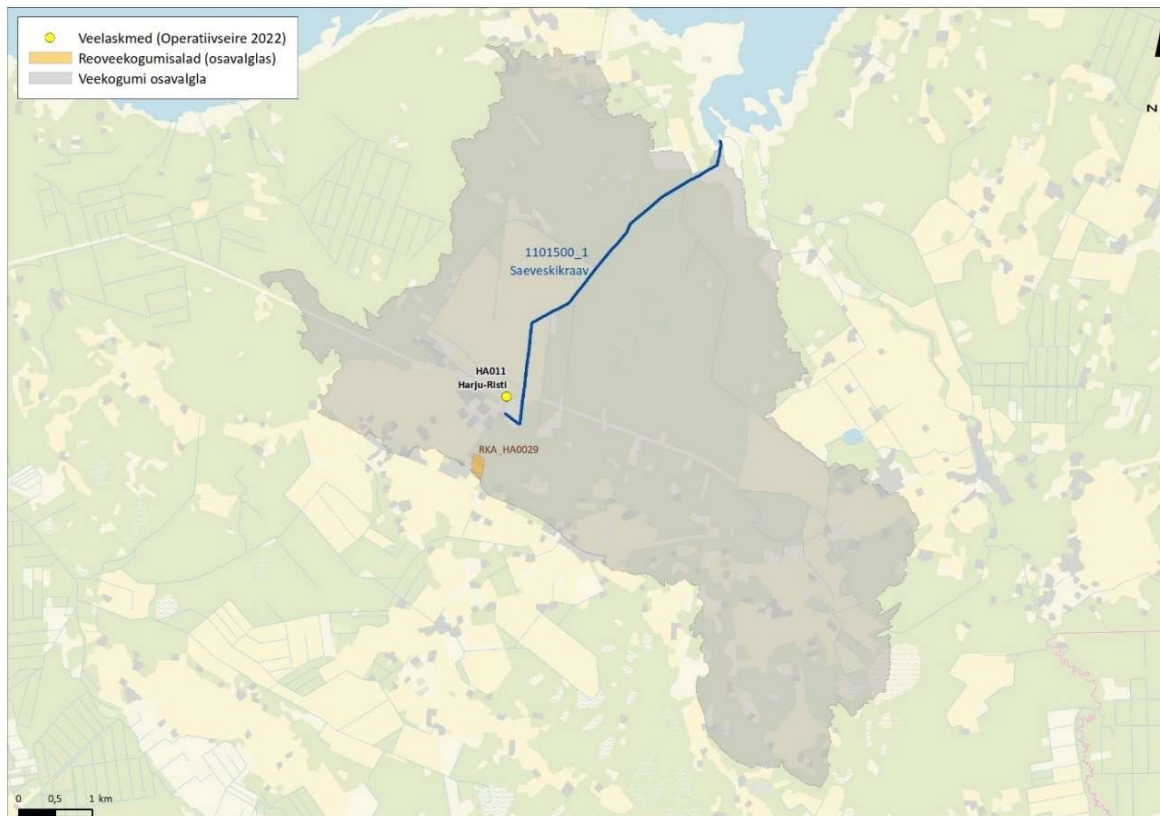 Veelaskmed (Operatiivseire 2022)
Reoveekogumisalad (osavalglas)
Veekogumi osavalgla
N
1101500_1
Saeveskikraav
HA011
Harju-Risti
RKA_HA0029
0 0,5 1 km